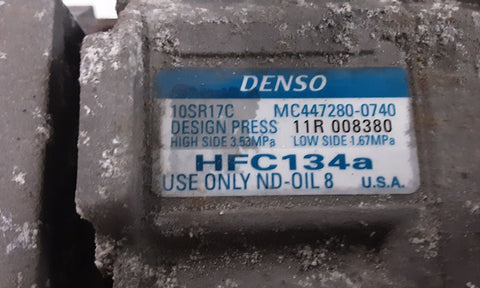 DENSO
10SR17C MC447280-0740
DESIGN PRESS 11R 008380
HIGH SIDE 3.53MPa LOW SIDE 1.67MPa
HFC134a
USE ONLY ND-OIL 8 U.S.A.